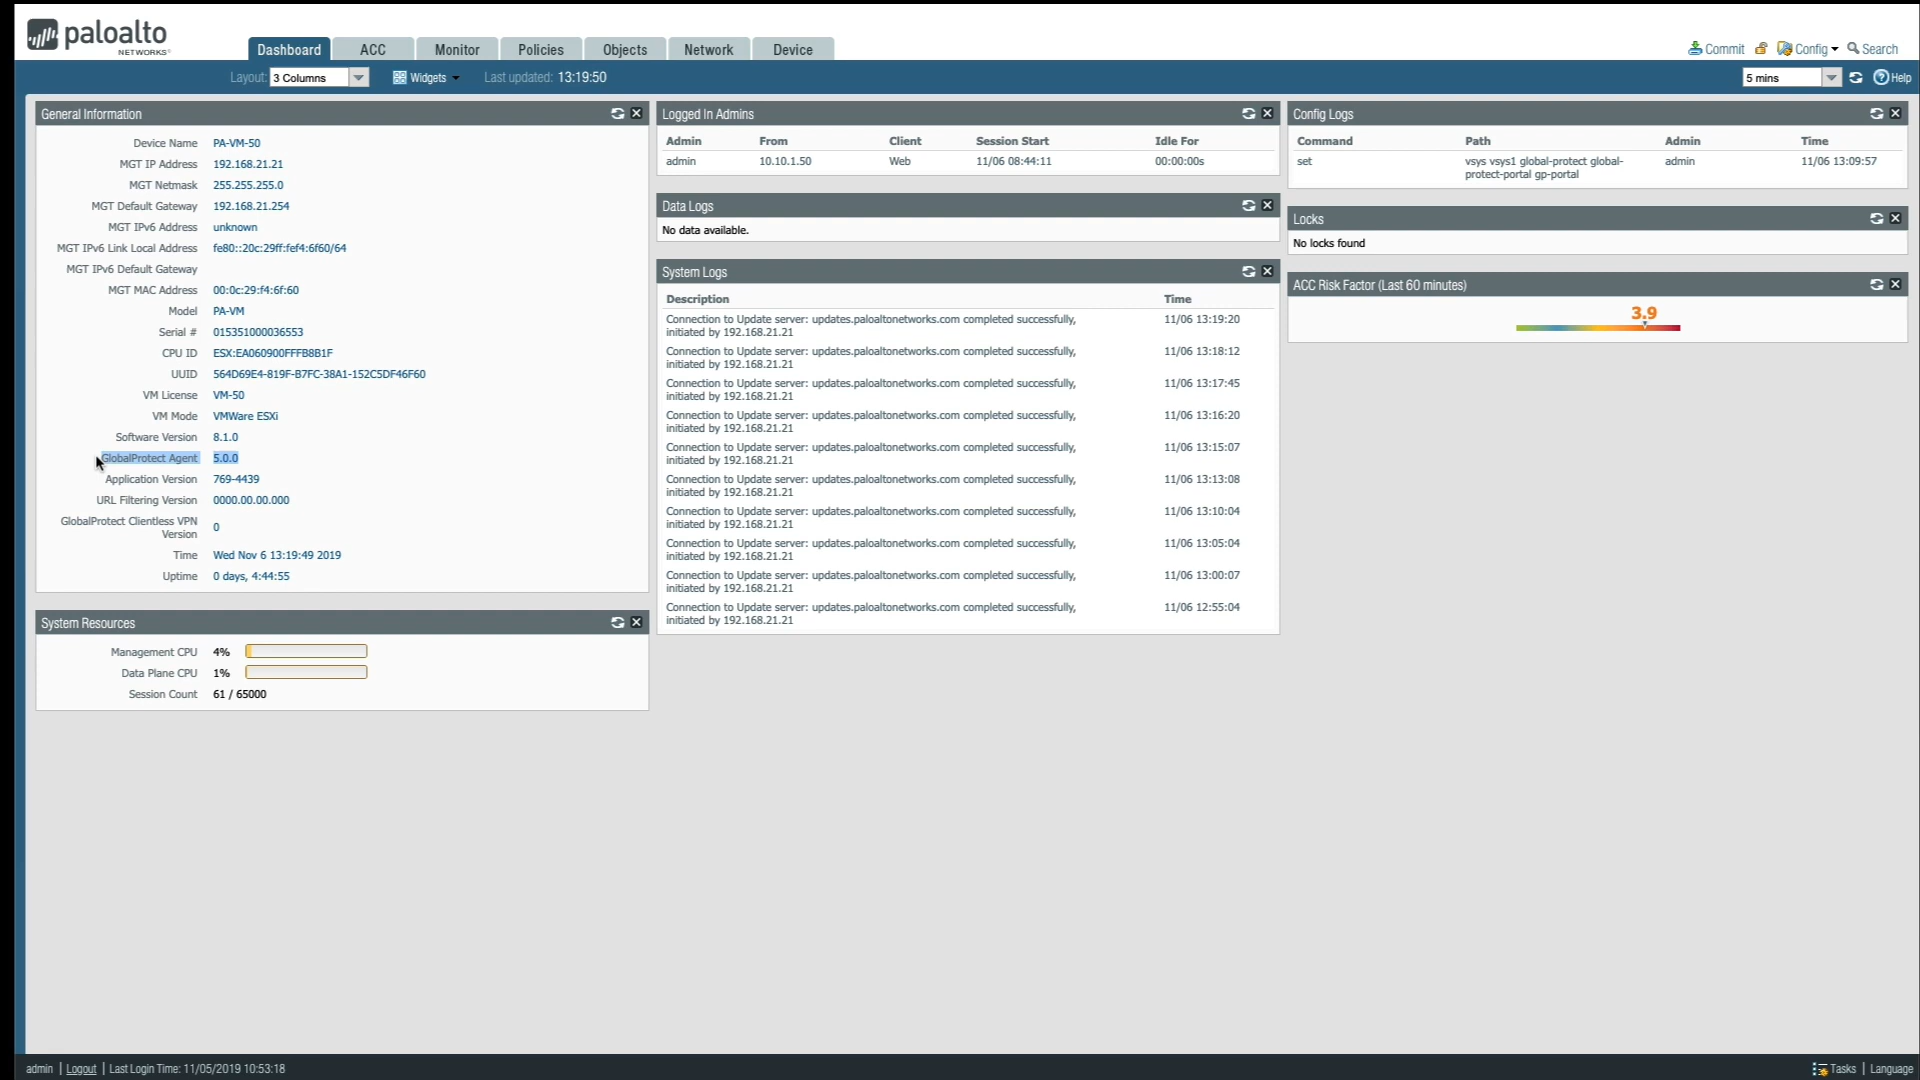 paloalto
NETWORKS
Dashboard ACC Monitor Policies Objects Network Device
Commit Config Search
Layout: 3 Columns Widgets Last updated: 13:19:50
5 mins Help
General Information
Device Name PA-VM-50
MGT IP Address 192.168.21.21
MGT Netmask 255.255.255.0
MGT Default Gateway 192.168.21.254
MGT IPv6 Address unknown
MGT IPv6 Link Local Address fe80::20c:29ff:fef4:6f60/64
MGT IPv6 Default Gateway
MGT MAC Address 00:0c:29:f4:6f:60
Model PA-VM
Serial # 015351000036553
CPU ID ESX:EA060900FFFB8B1F
UUID 564D69E4-819F-B7FC-38A1-152C5DF46F60
VM License VM-50
VM Mode VMWare ESXi
Software Version 8.1.0
GlobalProtect Agent 5.0.0
Application Version 769-4439
URL Filtering Version 0000.00.00.000
GlobalProtect Clientless VPN
Version 0
Time Wed Nov 6 13:19:49 2019
Uptime 0 days, 4:44:55
System Resources
Management CPU 4%
Data Plane CPU 1%
Session Count 61 / 65000
Logged In Admins
Admin From Client Session Start Idle For
admin 10.10.1.50 Web 11/06 08:44:11 00:00:00s
Data Logs
No data available.
System Logs
Description Time
Connection to Update server: updates.paloaltonetworks.com completed successfully, 11/06 13:19:20
initiated by 192.168.21.21
Connection to Update server: updates.paloaltonetworks.com completed successfully, 11/06 13:18:12
initiated by 192.168.21.21
Connection to Update server: updates.paloaltonetworks.com completed successfully, 11/06 13:17:45
initiated by 192.168.21.21
Connection to Update server: updates.paloaltonetworks.com completed successfully, 11/06 13:16:20
initiated by 192.168.21.21
Connection to Update server: updates.paloaltonetworks.com completed successfully, 11/06 13:15:07
initiated by 192.168.21.21
Connection to Update server: updates.paloaltonetworks.com completed successfully, 11/06 13:13:08
initiated by 192.168.21.21
Connection to Update server: updates.paloaltonetworks.com completed successfully, 11/06 13:10:04
initiated by 192.168.21.21
Connection to Update server: updates.paloaltonetworks.com completed successfully, 11/06 13:05:04
initiated by 192.168.21.21
Connection to Update server: updates.paloaltonetworks.com completed successfully, 11/06 13:00:07
initiated by 192.168.21.21
Connection to Update server: updates.paloaltonetworks.com completed successfully, 11/06 12:55:04
initiated by 192.168.21.21
Config Logs
Command Path Admin Time
set vsys vsys1 global-protect global- admin 11/06 13:09:57
protect-portal gp-portal
Locks
No locks found
ACC Risk Factor (Last 60 minutes)
3.9
admin | Logout | Last Login Time: 11/05/2019 10:53:18
Tasks | Language